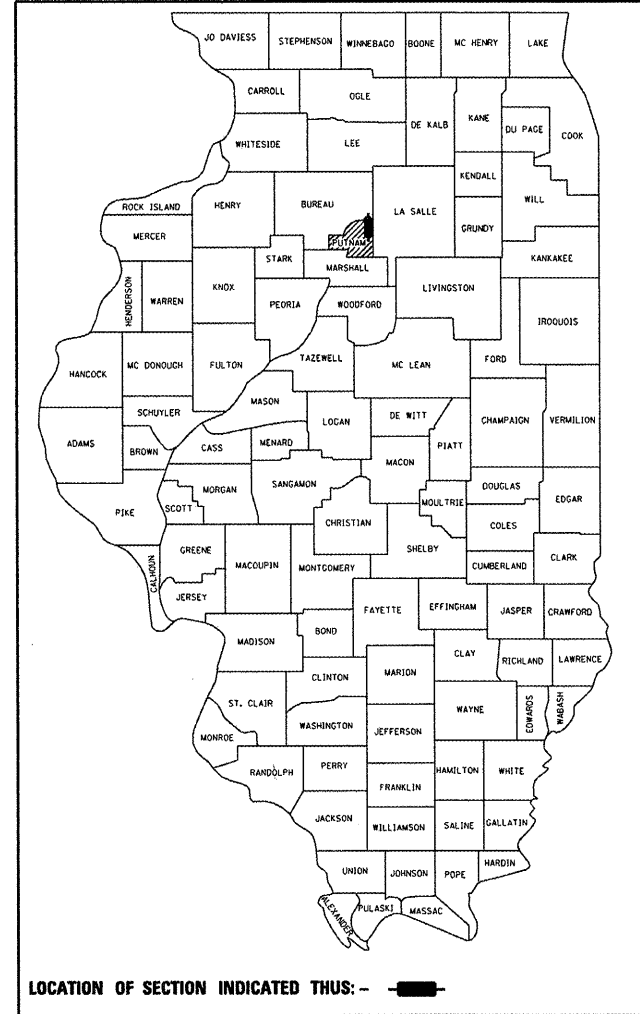 JO DAVIESS
STEPHENSON
WINNEBAGO
BOONE
MC HENRY
LAKE
CARROLL
OGLE
DE KALB
KANE
DU PAGE
COOK
WHITESIDE
LEE
KENDALL
WILL
ROCK ISLAND
HENRY
BUREAU
LA SALLE
GRUNDY
MERCER
PUTNAM
KANKAKEE
STARK
MARSHALL
HENDERSON
WARREN
KNOX
PEORIA
WOODFORD
LIVINGSTON
IROQUOIS
HANCOCK
MC DONOUGH
FULTON
TAZEWELL
MC LEAN
FORD
SCHUYLER
MASON
LOGAN
DE WITT
CHAMPAIGN
VERMILION
ADAMS
BROWN
CASS
MENARD
PIATT
MACON
PIKE
SCOTT
MORGAN
SANGAMON
MOULTRIE
DOUGLAS
EDGAR
CHRISTIAN
COLES
CALHOUN
GREENE
MACOUPIN
MONTGOMERY
SHELBY
CUMBERLAND
CLARK
JERSEY
FAYETTE
EFFINGHAM
JASPER
CRAWFORD
MADISON
BOND
CLAY
RICHLAND
LAWRENCE
CLINTON
MARION
ST. CLAIR
WAYNE
EDWARDS
WABASH
WASHINGTON
JEFFERSON
MONROE
RANDOLPH
PERRY
HAMILTON
WHITE
FRANKLIN
JACKSON
WILLIAMSON
SALINE
GALLATIN
UNION
JOHNSON
POPE
HARDIN
ALEXANDER
PULASKI
MASSAC
LOCATION OF SECTION INDICATED THUS: -